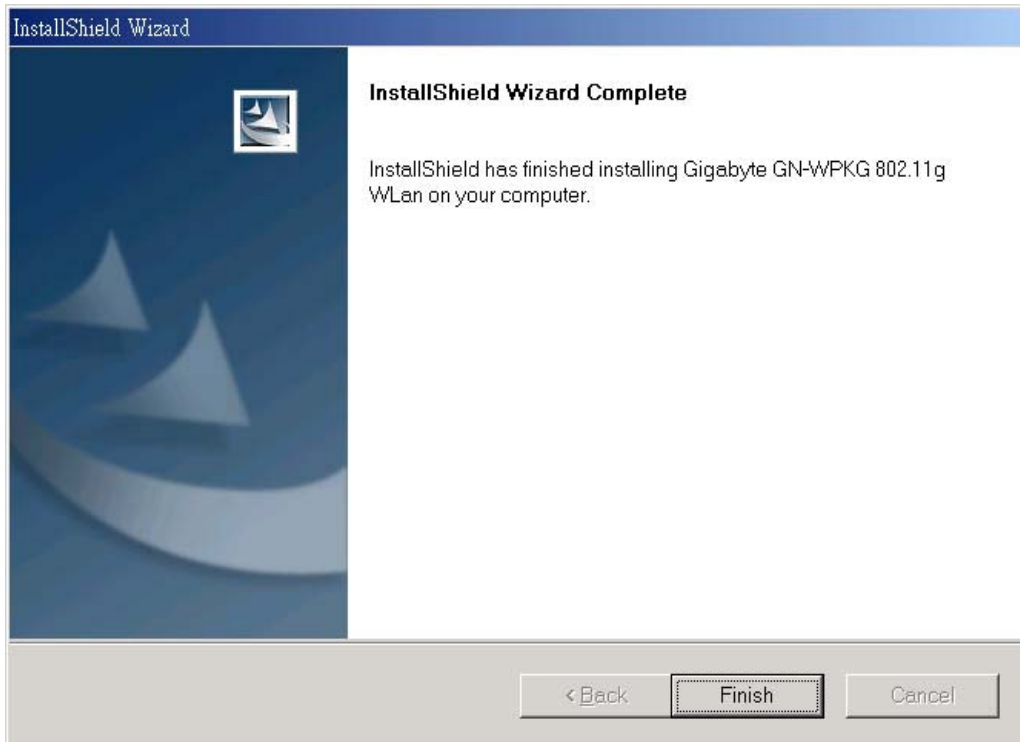 InstallShield Wizard
InstallShield Wizard Complete
InstallShield has finished installing Gigabyte GN-WPKG 802.11g
WLan on your computer.
< Back
Finish
Cancel